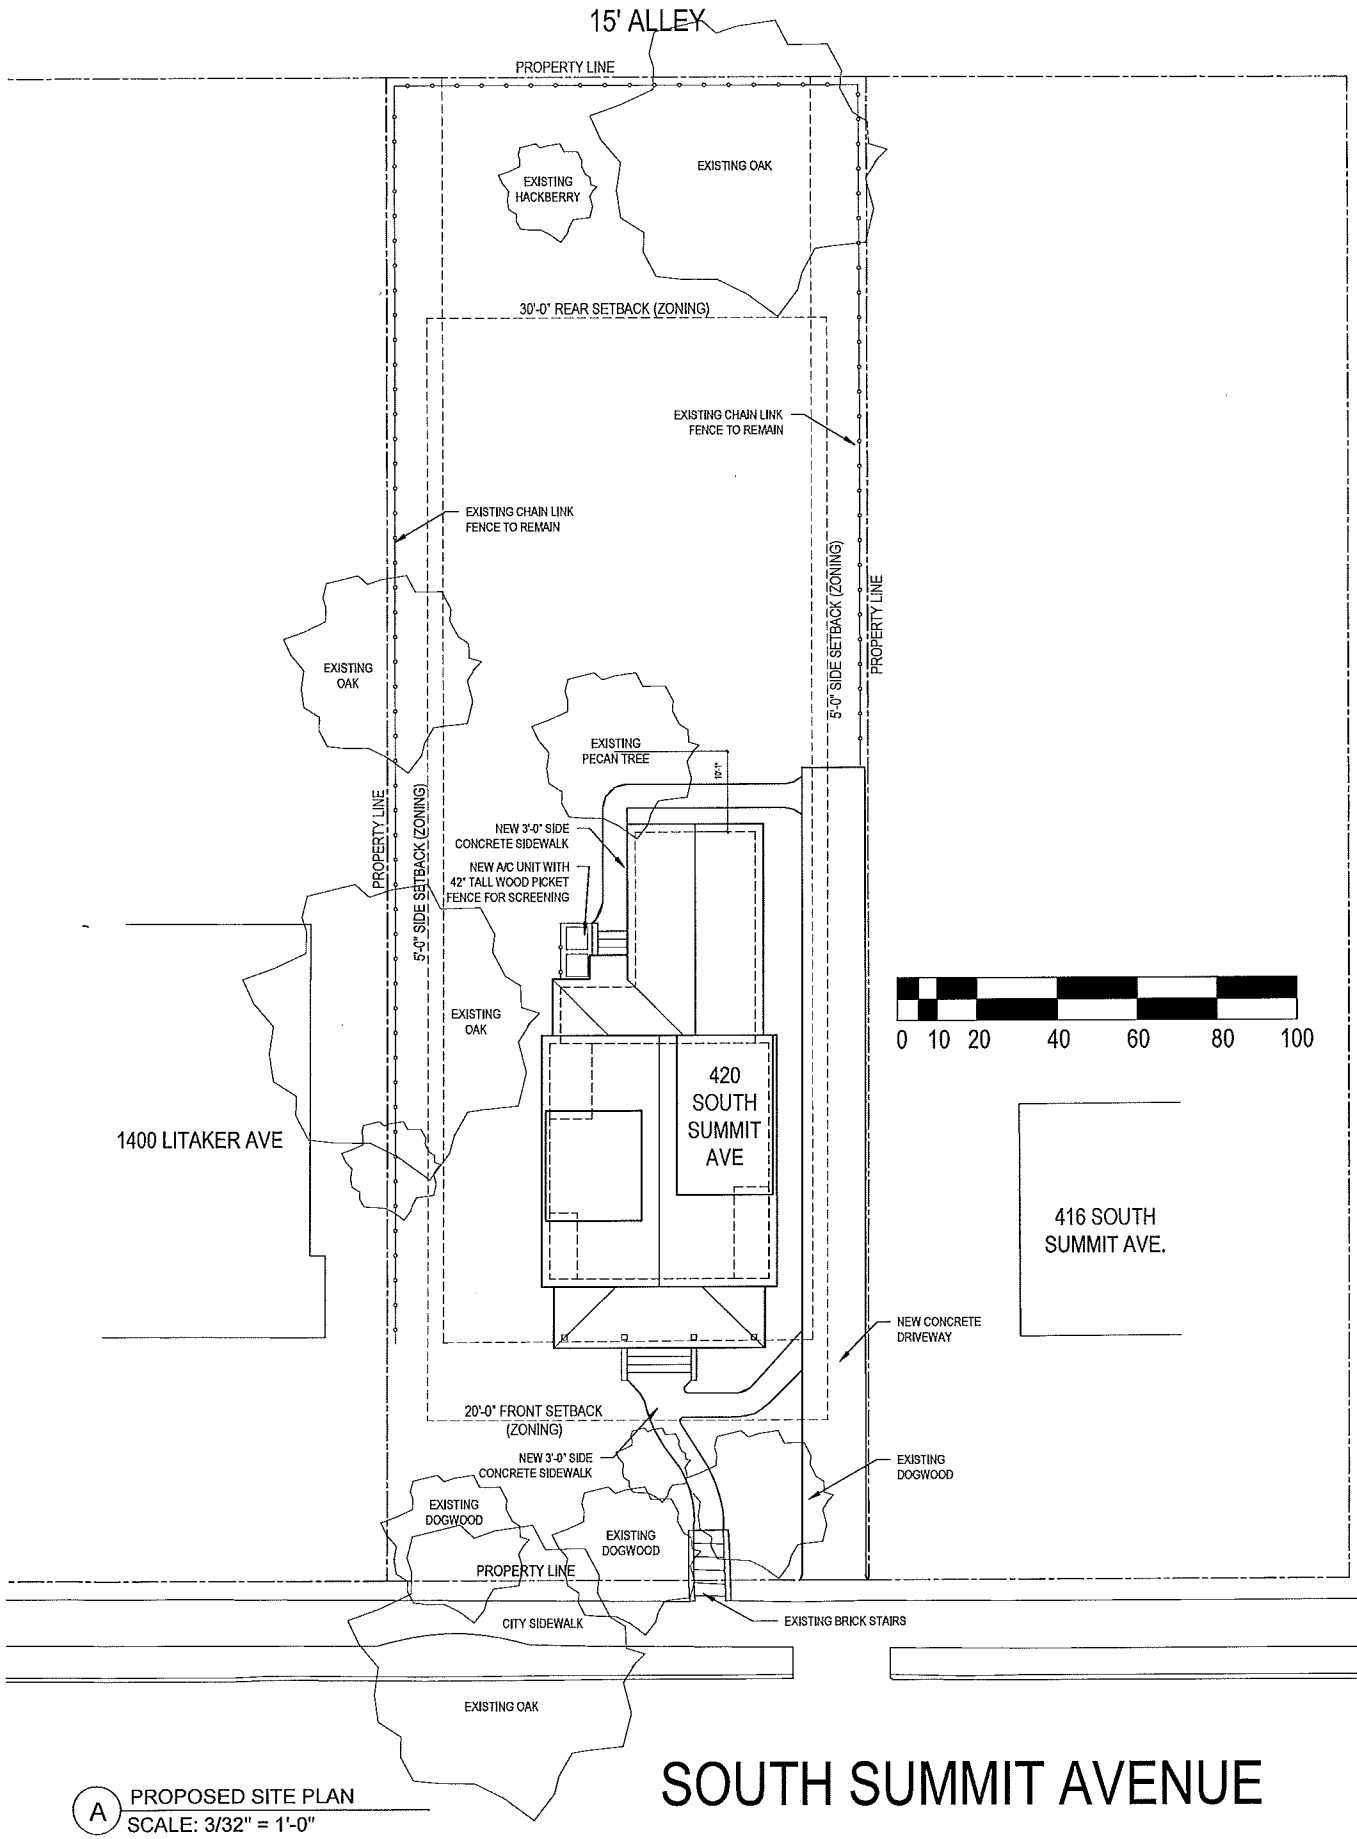 15' ALLEY
PROPERTY LINE
EXISTING OAK
EXISTING
HACKBERRY
30'-0" REAR SETBACK (ZONING)
EXISTING CHAIN LINK
FENCE TO REMAIN
EXISTING CHAIN LINK
FENCE TO REMAIN
5'-0" SIDE SETBACK (ZONING)
PROPERTY LINE
EXISTING
OAK
EXISTING
PECAN TREE
10'-1"
PROPERTY LINE
5'-0" SIDE SETBACK (ZONING)
NEW 3'-0" SIDE
CONCRETE SIDEWALK
NEW A/C UNIT WITH
42" TALL WOOD PICKET
FENCE FOR SCREENING
EXISTING
OAK
0 10 20 40 60 80 100
420
SOUTH
SUMMIT
AVE
1400 LITAKER AVE
416 SOUTH
SUMMIT AVE.
NEW CONCRETE
DRIVEWAY
20'-0" FRONT SETBACK
(ZONING)
NEW 3'-0" SIDE
CONCRETE SIDEWALK
EXISTING
DOGWOOD
EXISTING
DOGWOOD
EXISTING
DOGWOOD
PROPERTY LINE
CITY SIDEWALK
EXISTING BRICK STAIRS
EXISTING OAK
SOUTH SUMMIT AVENUE
A
PROPOSED SITE PLAN
SCALE: 3/32" = 1'-0"